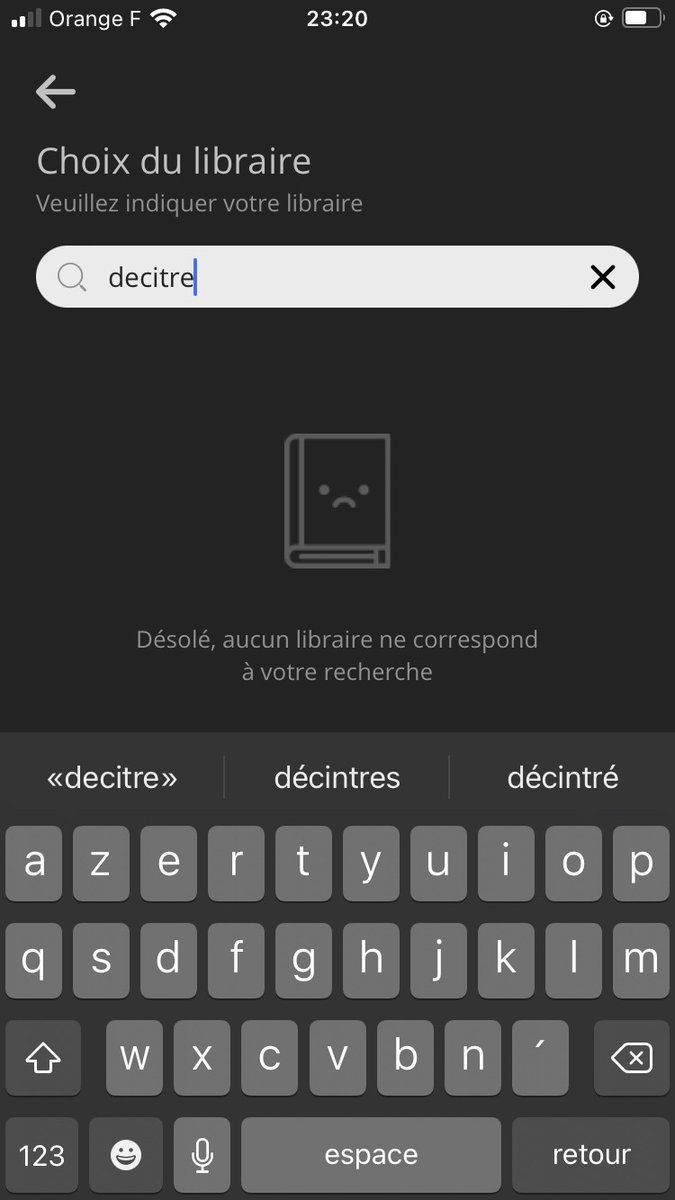 Orange F 23:20
Choix du libraire
Veuillez indiquer votre libraire
decitre
Désolé, aucun libraire ne correspond
à votre recherche
«decitre» décintres décintré
a z e r t y u i o p
q s d f g h j k l m
w x c v b n ´
123 espace retour